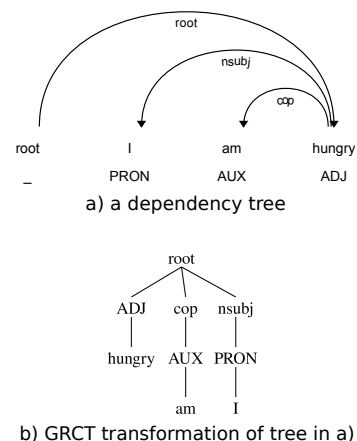 root
nsubj
cop
root I am hungry
_ PRON AUX ADJ
a) a dependency tree
root
ADJ cop nsubj
hungry AUX PRON
am I
b) GRCT transformation of tree in a)